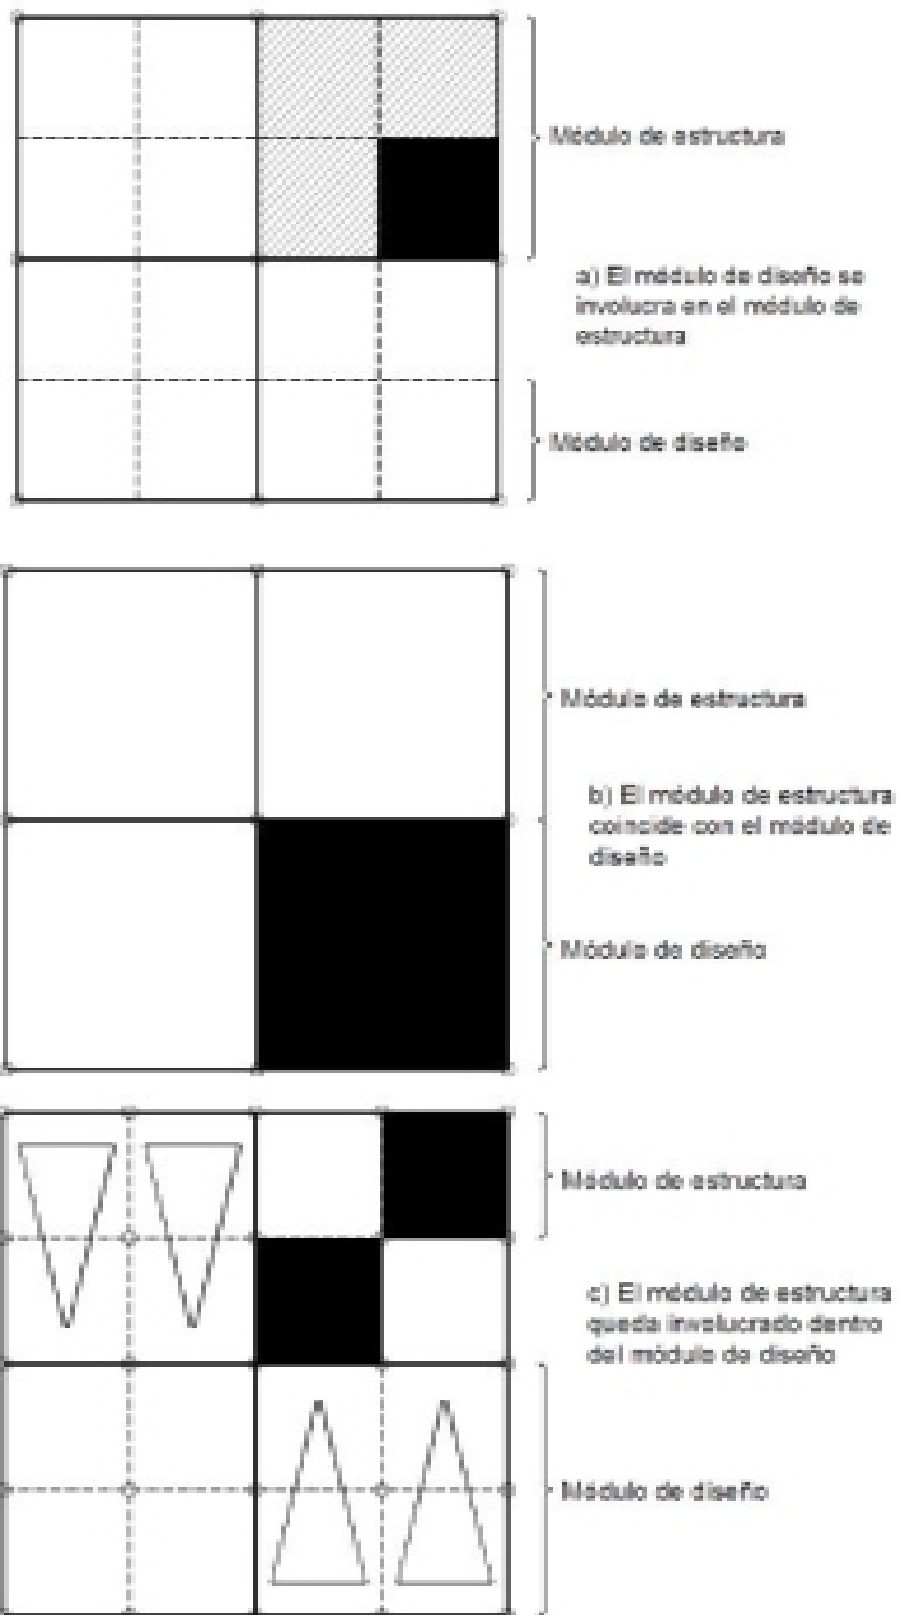 Módulo de estructura
a) El módulo de diseño se
involucra en el módulo de
estructura
Módulo de diseño
Módulo de estructura
b) El módulo de estructura
coincide con el módulo de
diseño
Módulo de diseño
Módulo de estructura
c) El módulo de estructura
queda involucrado dentro
del módulo de diseño
Módulo de diseño